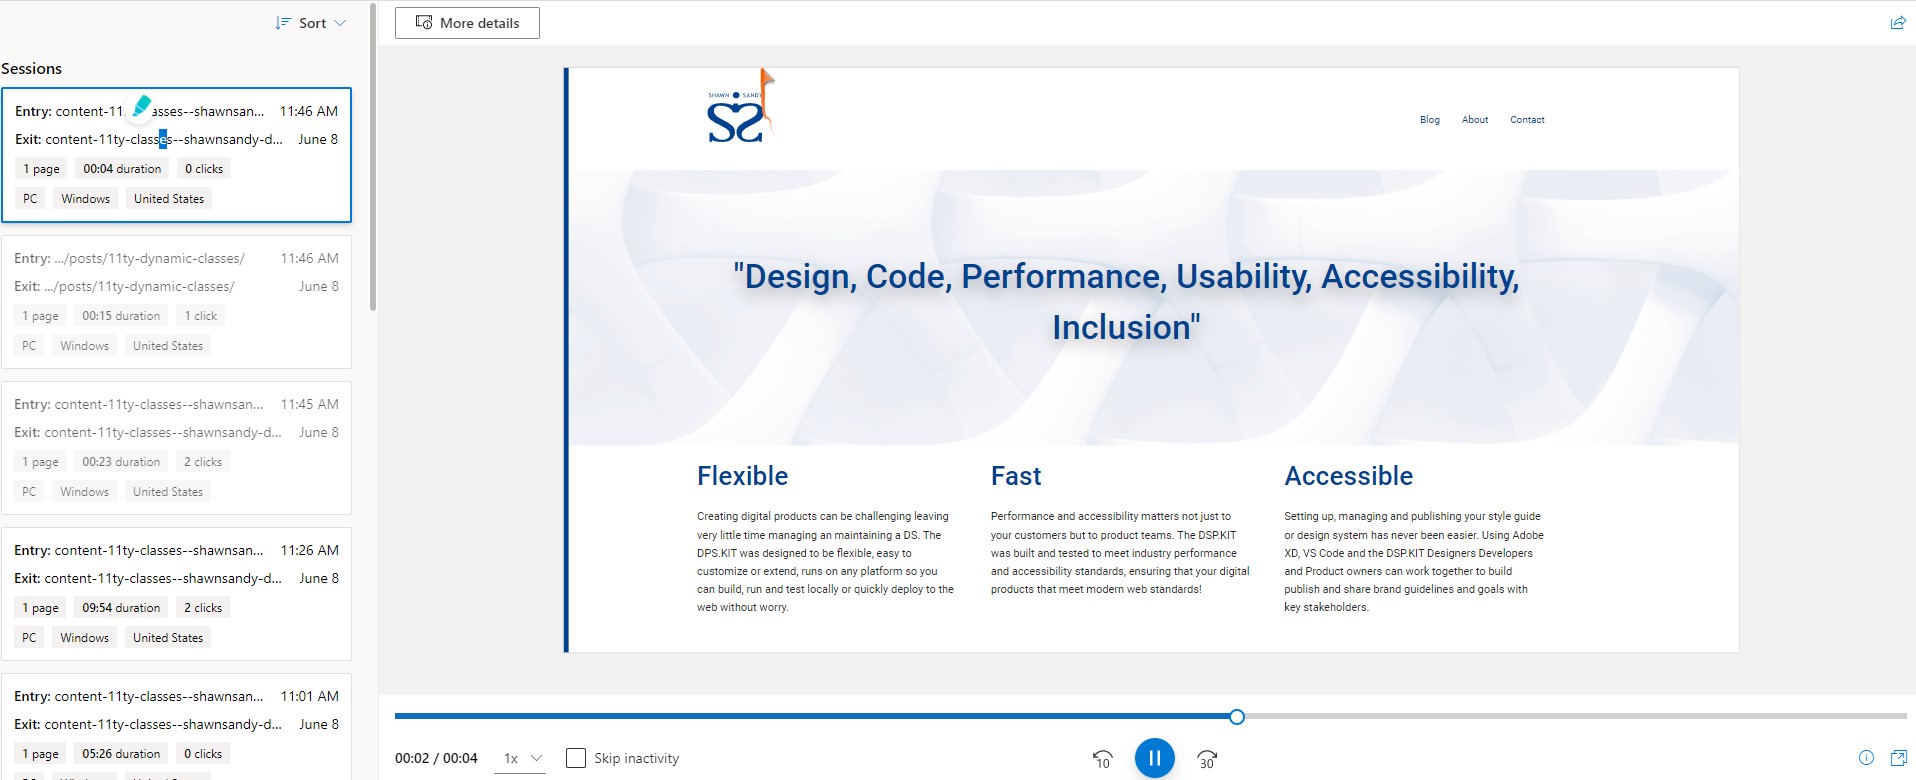 Sort
Sessions
Entry: content-11 asses--shawnsan... 11:46 AM
Exit: content-11ty-classes--shawnsandy-d... June 8
1 page 00:04 duration 0 clicks
PC Windows United States
Entry: .../posts/11ty-dynamic-classes/ 11:46 AM
Exit: .../posts/11ty-dynamic-classes/ June 8
1 page 00:15 duration 1 click
PC Windows United States
Entry: content-11ty-classes--shawnsan... 11:45 AM
Exit: content-11ty-classes--shawnsandy-d... June 8
1 page 00:23 duration 2 clicks
PC Windows United States
Entry: content-11ty-classes--shawnsan... 11:26 AM
Exit: content-11ty-classes--shawnsandy-d... June 8
1 page 09:54 duration 2 clicks
PC Windows United States
Entry: content-11ty-classes--shawnsan... 11:01 AM
Exit: content-11ty-classes--shawnsandy-d... June 8
1 page 05:26 duration 0 clicks
More details
SHAWN SANDY
Blog About Contact
"Design, Code, Performance, Usability, Accessibility,
Inclusion"
Flexible
Creating digital products can be challenging leaving
very little time managing an maintaining a DS. The
DPS.KIT was designed to be flexible, easy to
customize or extend, runs on any platform so you
can build, run and test locally or quickly deploy to the
web without worry.
Fast
Performance and accessibility matters not just to
your customers but to product teams. The DSP.KIT
was built and tested to meet industry performance
and accessibility standards, ensuring that your digital
products that meet modern web standards!
Accessible
Setting up, managing and publishing your style guide
or design system has never been easier. Using Adobe
XD, VS Code and the DSP.KIT Designers Developers
and Product owners can work together to build
publish and share brand guidelines and goals with
key stakeholders.
00:02 / 00:04 1x Skip inactivity 10 30